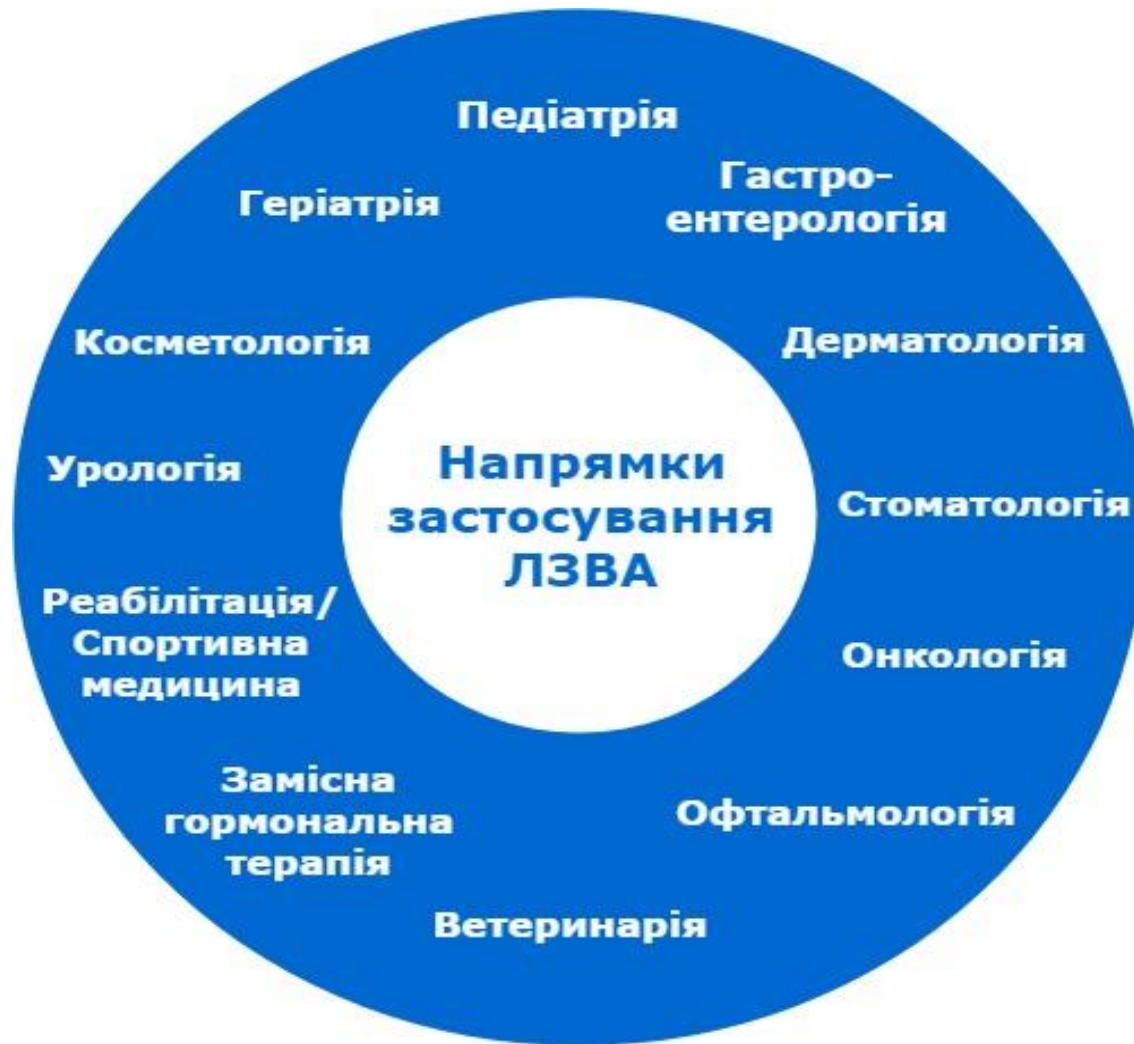 Педіатрія
Гастро-
ентерологія
Геріатрія
Косметологія
Дерматологія
Урологія
Напрямки
застосування
ЛЗВА
Стоматологія
Реабілітація/
Спортивна
медицина
Онкологія
Замісна
гормональна
терапія
Офтальмологія
Ветеринарія